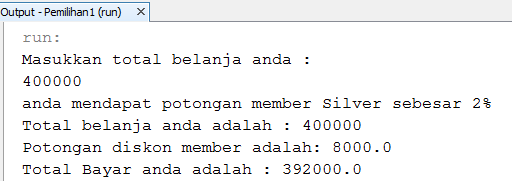 Output - Pemilihan1 (run) ×
run:
Masukkan total belanja anda :
400000
anda mendapat potongan member Silver sebesar 2%
Total belanja anda adalah : 400000
Potongan diskon member adalah: 8000.0
Total Bayar anda adalah : 392000.0